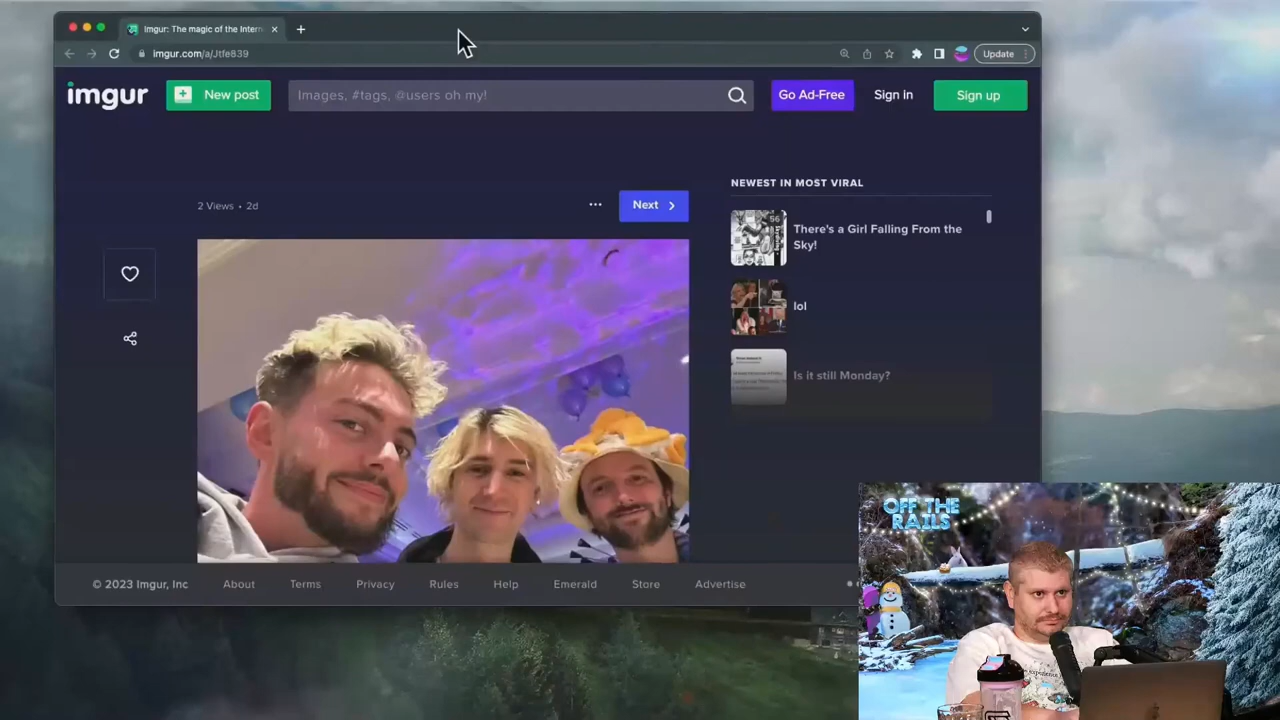 Imgur: The magic of the Intern
imgur.com/a/Jtfe839
Update
imgur
New post
Images, #tags, @users oh my!
Go Ad-Free
Sign in
Sign up
2 Views • 2d
Next
NEWEST IN MOST VIRAL
There's a Girl Falling From the
Sky!
lol
Is it still Monday?
OFF THE
RAILS
© 2023 Imgur, Inc
About
Terms
Privacy
Rules
Help
Emerald
Store
Advertise